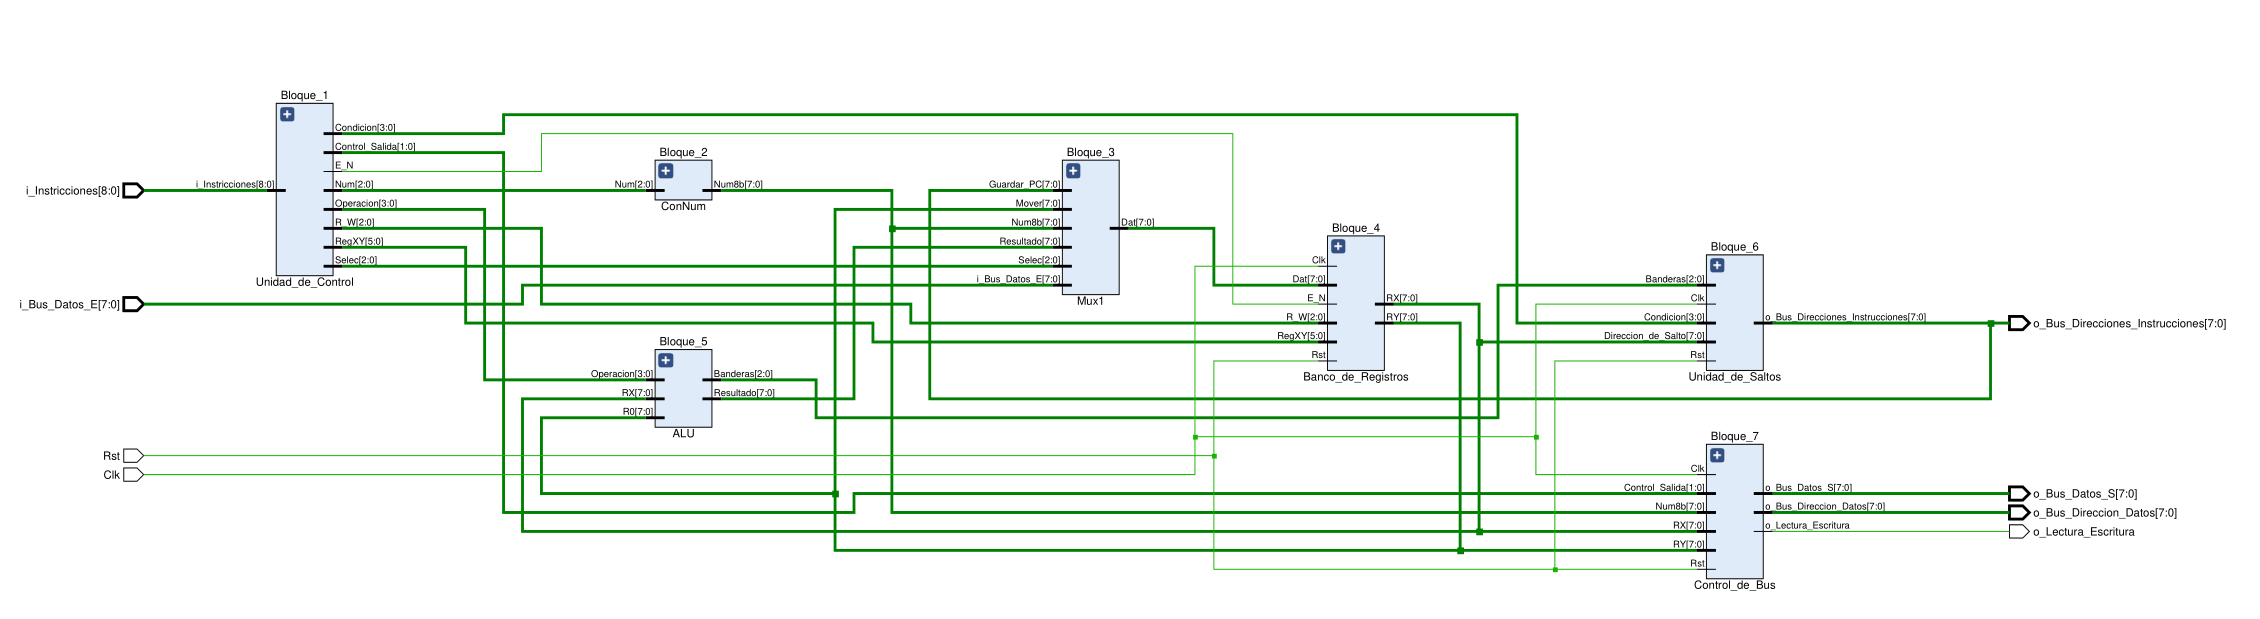 i_Instricciones[8:0]
i_Bus_Datos_E[7:0]
Rst
Clk
Bloque_1
i_Instricciones[8:0]
Condicion[3:0]
Control_Salida[1:0]
E_N
Num[2:0]
Operacion[3:0]
R_W[2:0]
RegXY[5:0]
Selec[2:0]
Unidad_de_Control
Bloque_2
Num[2:0]
Num8b[7:0]
ConNum
Bloque_5
Operacion[3:0]
RX[7:0]
R0[7:0]
Banderas[2:0]
Resultado[7:0]
ALU
Bloque_3
Guardar_PC[7:0]
Mover[7:0]
Num8b[7:0]
Resultado[7:0]
Selec[2:0]
i_Bus_Datos_E[7:0]
Dat[7:0]
Mux1
Bloque_4
Clk
Dat[7:0]
E_N
R_W[2:0]
RegXY[5:0]
Rst
RX[7:0]
RY[7:0]
Banco_de_Registros
Bloque_6
Banderas[2:0]
Clk
Condicion[3:0]
Direccion_de_Salto[7:0]
Rst
o_Bus_Direcciones_Instrucciones[7:0]
Unidad_de_Saltos
Bloque_7
Clk
Control_Salida[1:0]
Num8b[7:0]
RX[7:0]
RY[7:0]
Rst
o_Bus_Datos_S[7:0]
o_Bus_Direccion_Datos[7:0]
o_Lectura_Escritura
Control_de_Bus
o_Bus_Direcciones_Instrucciones[7:0]
o_Bus_Datos_S[7:0]
o_Bus_Direccion_Datos[7:0]
o_Lectura_Escritura